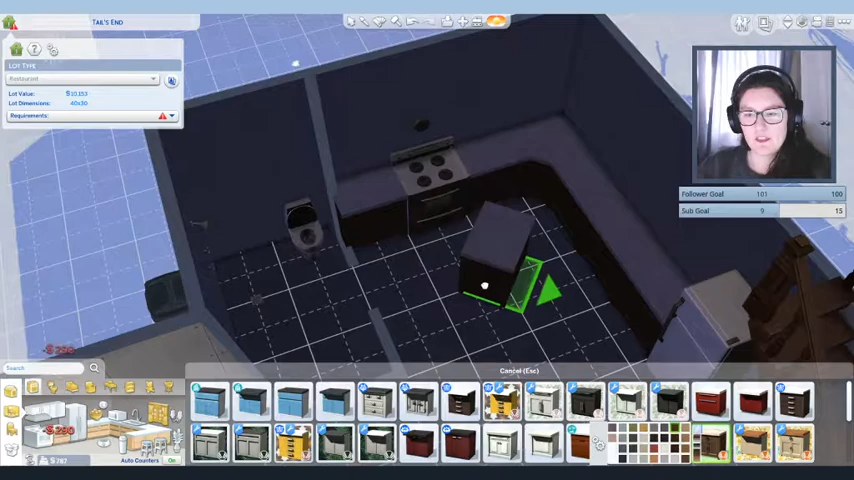 Tail's End
Lot Type
Restaurant
Lot Value: §10,153
Lot Dimensions: 40x30
Requirements:
Follower Goal 101 100
Sub Goal 9 15
-§290
Cancel (Esc)
Search
-§290
§787
Auto Counters On